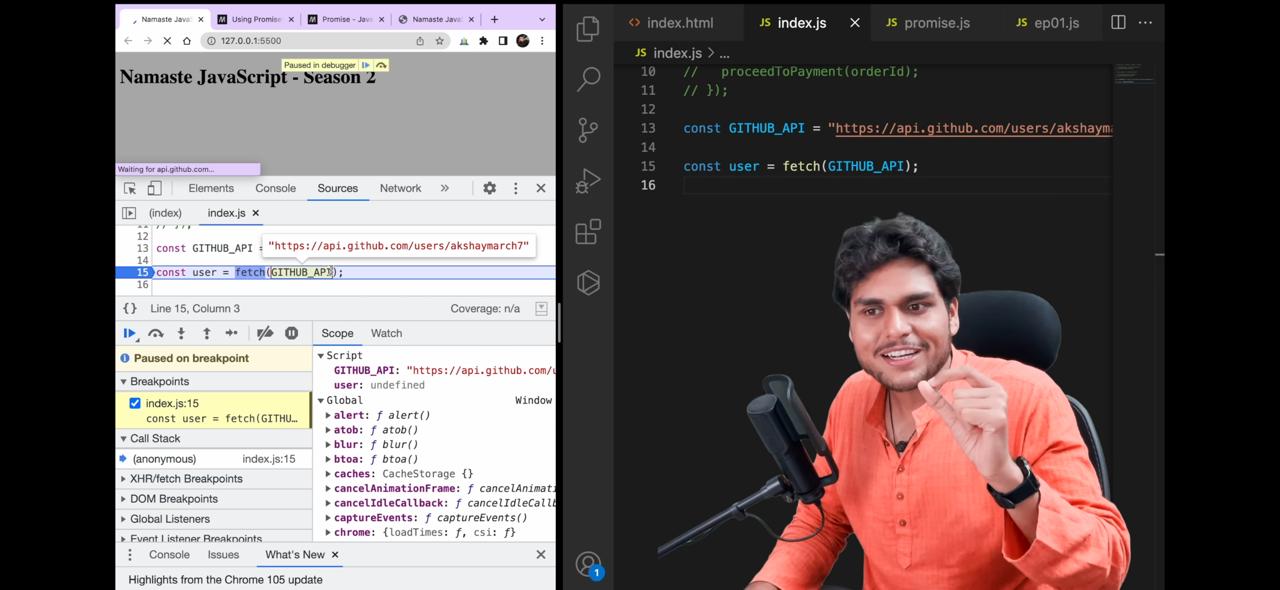 Namaste Java
Using Promise
Promise - Jav
Namaste Java
127.0.0.1:5500
Paused in debugger
Namaste JavaScript - Season 2
Waiting for api.github.com...
Elements
Console
Sources
Network
(index)
index.js
11 // });
12
13 const GITHUB_API =
"https://api.github.com/users/akshaymarch7"
14
15 const user = fetch(GITHUB_API);
16
{} Line 15, Column 3
Coverage: n/a
Paused on breakpoint
Breakpoints
index.js:15
const user = fetch(GITHU…
Call Stack
(anonymous) index.js:15
XHR/fetch Breakpoints
DOM Breakpoints
Global Listeners
Event Listener Breakpoints
Scope
Watch
Script
GITHUB_API: "https://api.github.com/u
user: undefined
Global Window
alert: ƒ alert()
atob: ƒ atob()
blur: ƒ blur()
btoa: ƒ btoa()
caches: CacheStorage {}
cancelAnimationFrame: ƒ cancelAnimati
cancelIdleCallback: ƒ cancelIdleCallb
captureEvents: ƒ captureEvents()
chrome: {loadTimes: ƒ, csi: ƒ}
Console
Issues
What's New
Highlights from the Chrome 105 update
index.html
JS index.js
JS promise.js
JS ep01.js
JS index.js > ...
10 // proceedToPayment(orderId);
11 // });
12
13 const GITHUB_API = "https://api.github.com/users/akshayma
14
15 const user = fetch(GITHUB_API);
16
1